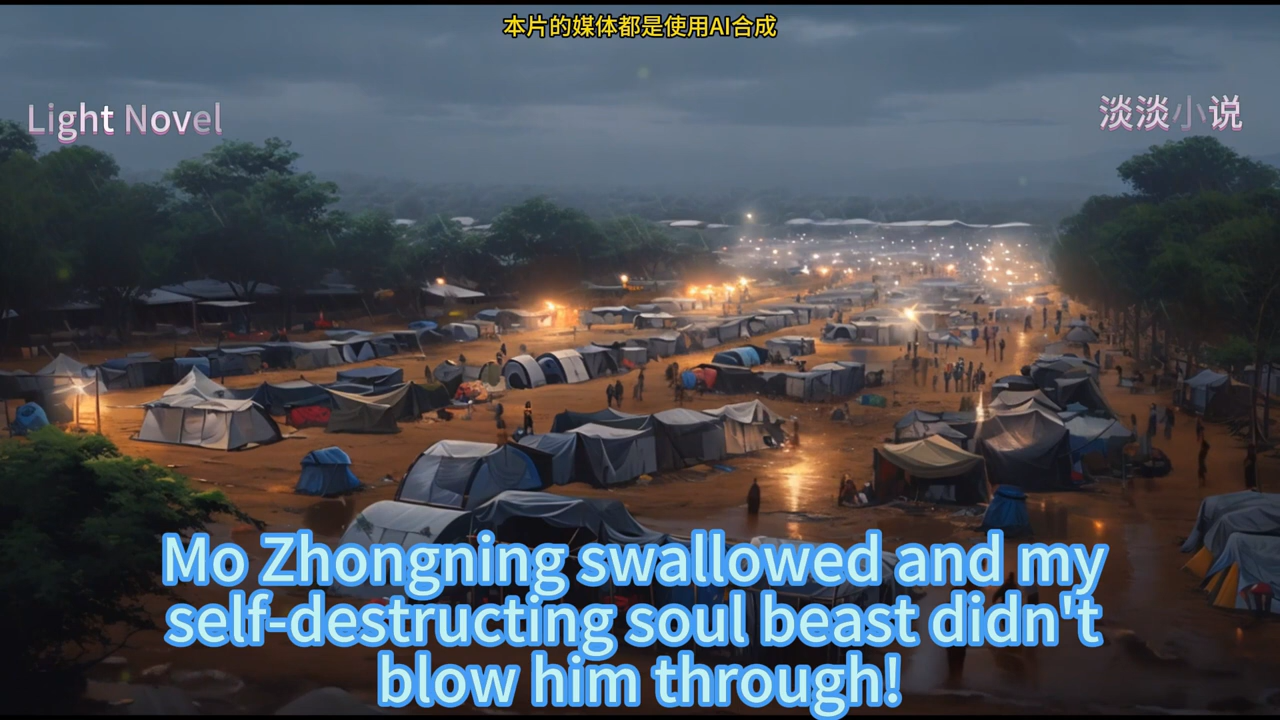 本片的媒体都是使用AI合成
Light Novel
淡淡小说
Mo Zhongning swallowed and my
self-destructing soul beast didn't
blow him through!